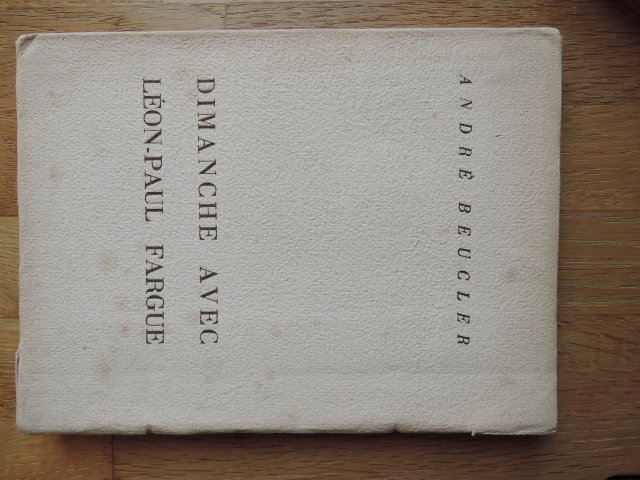 ANDRÉ BEUCLER
DIMANCHE AVEC
LÉON-PAUL FARGUE